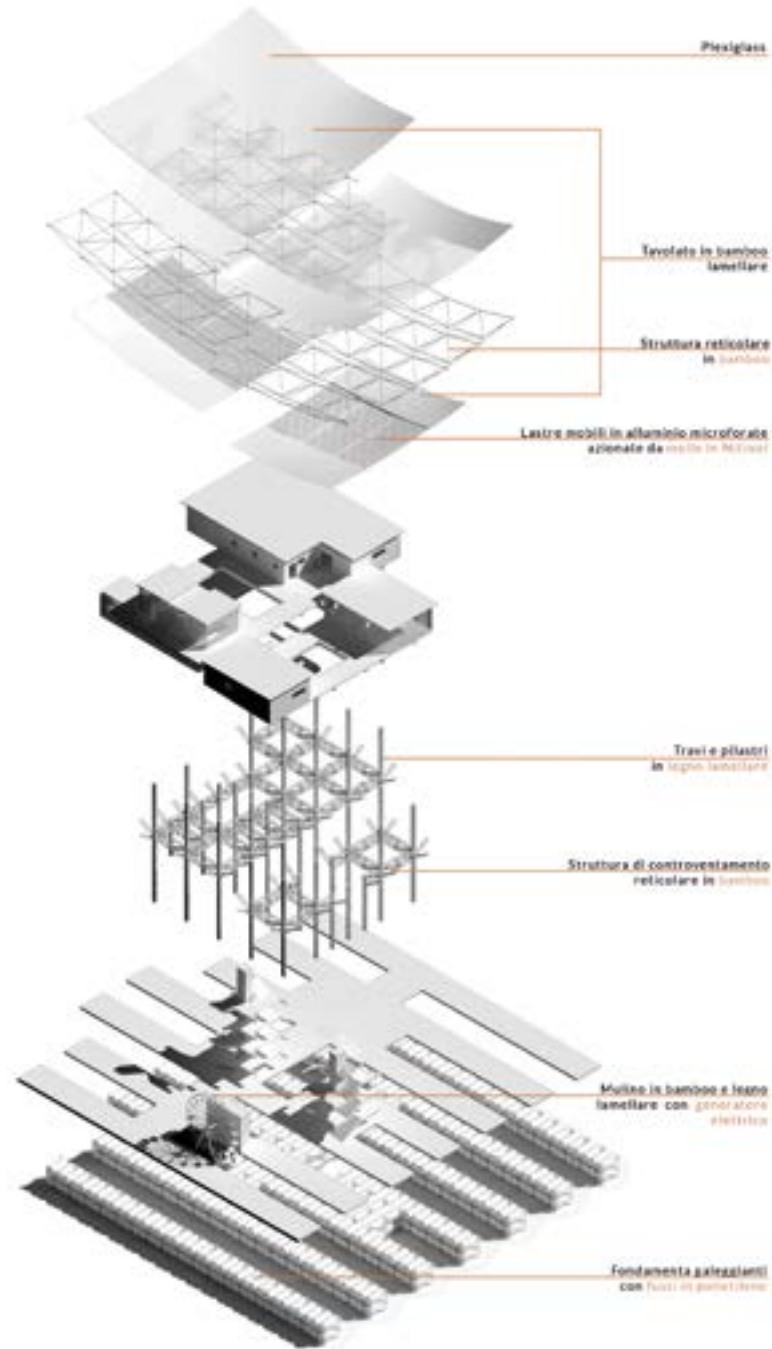 Plexiglass
Tavolato in bamboo
lamellare
Struttura reticolare
in bamboo
Lastre mobili in alluminio microforate
azionate da molle in Nitinol
Travi e pilastri
in legno lamellare
Struttura di controventamento
reticolare in bamboo
Mulino in bamboo e legno
lamellare con generatore
elettrico
Fondamenta galeggianti
con fusti in polietilene